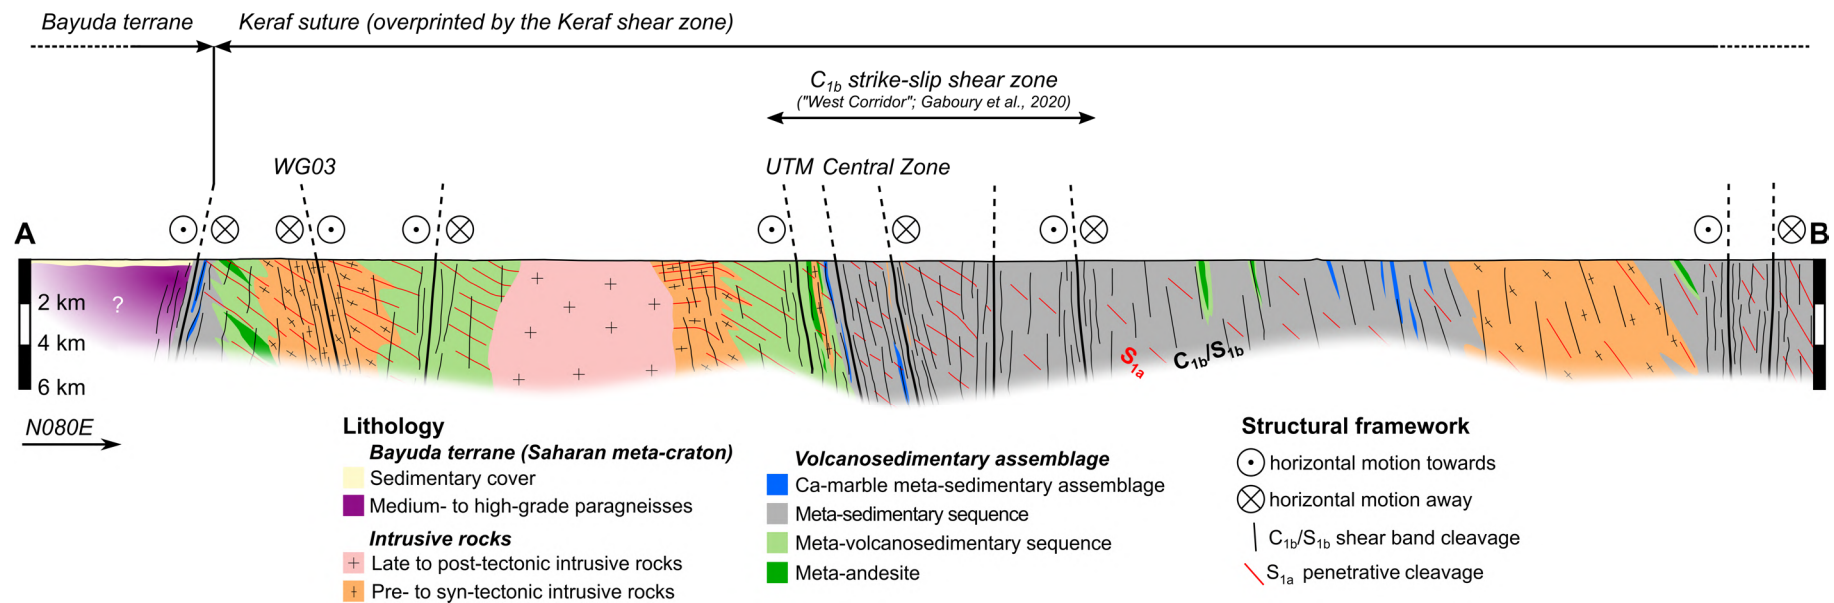 Bayuda terrane
Keraf suture (overprinted by the Keraf shear zone)
C1b strike-slip shear zone
("West Corridor"; Gaboury et al., 2020)
WG03
UTM
Central Zone
A
B
?
2 km
4 km
6 km
S1a
C1b/S1b
N080E
Lithology
Bayuda terrane (Saharan meta-craton)
Sedimentary cover
Medium- to high-grade paragneisses
Intrusive rocks
Late to post-tectonic intrusive rocks
Pre- to syn-tectonic intrusive rocks
Volcanosedimentary assemblage
Ca-marble meta-sedimentary assemblage
Meta-sedimentary sequence
Meta-volcanosedimentary sequence
Meta-andesite
Structural framework
horizontal motion towards
horizontal motion away
C1b/S1b shear band cleavage
S1a penetrative cleavage